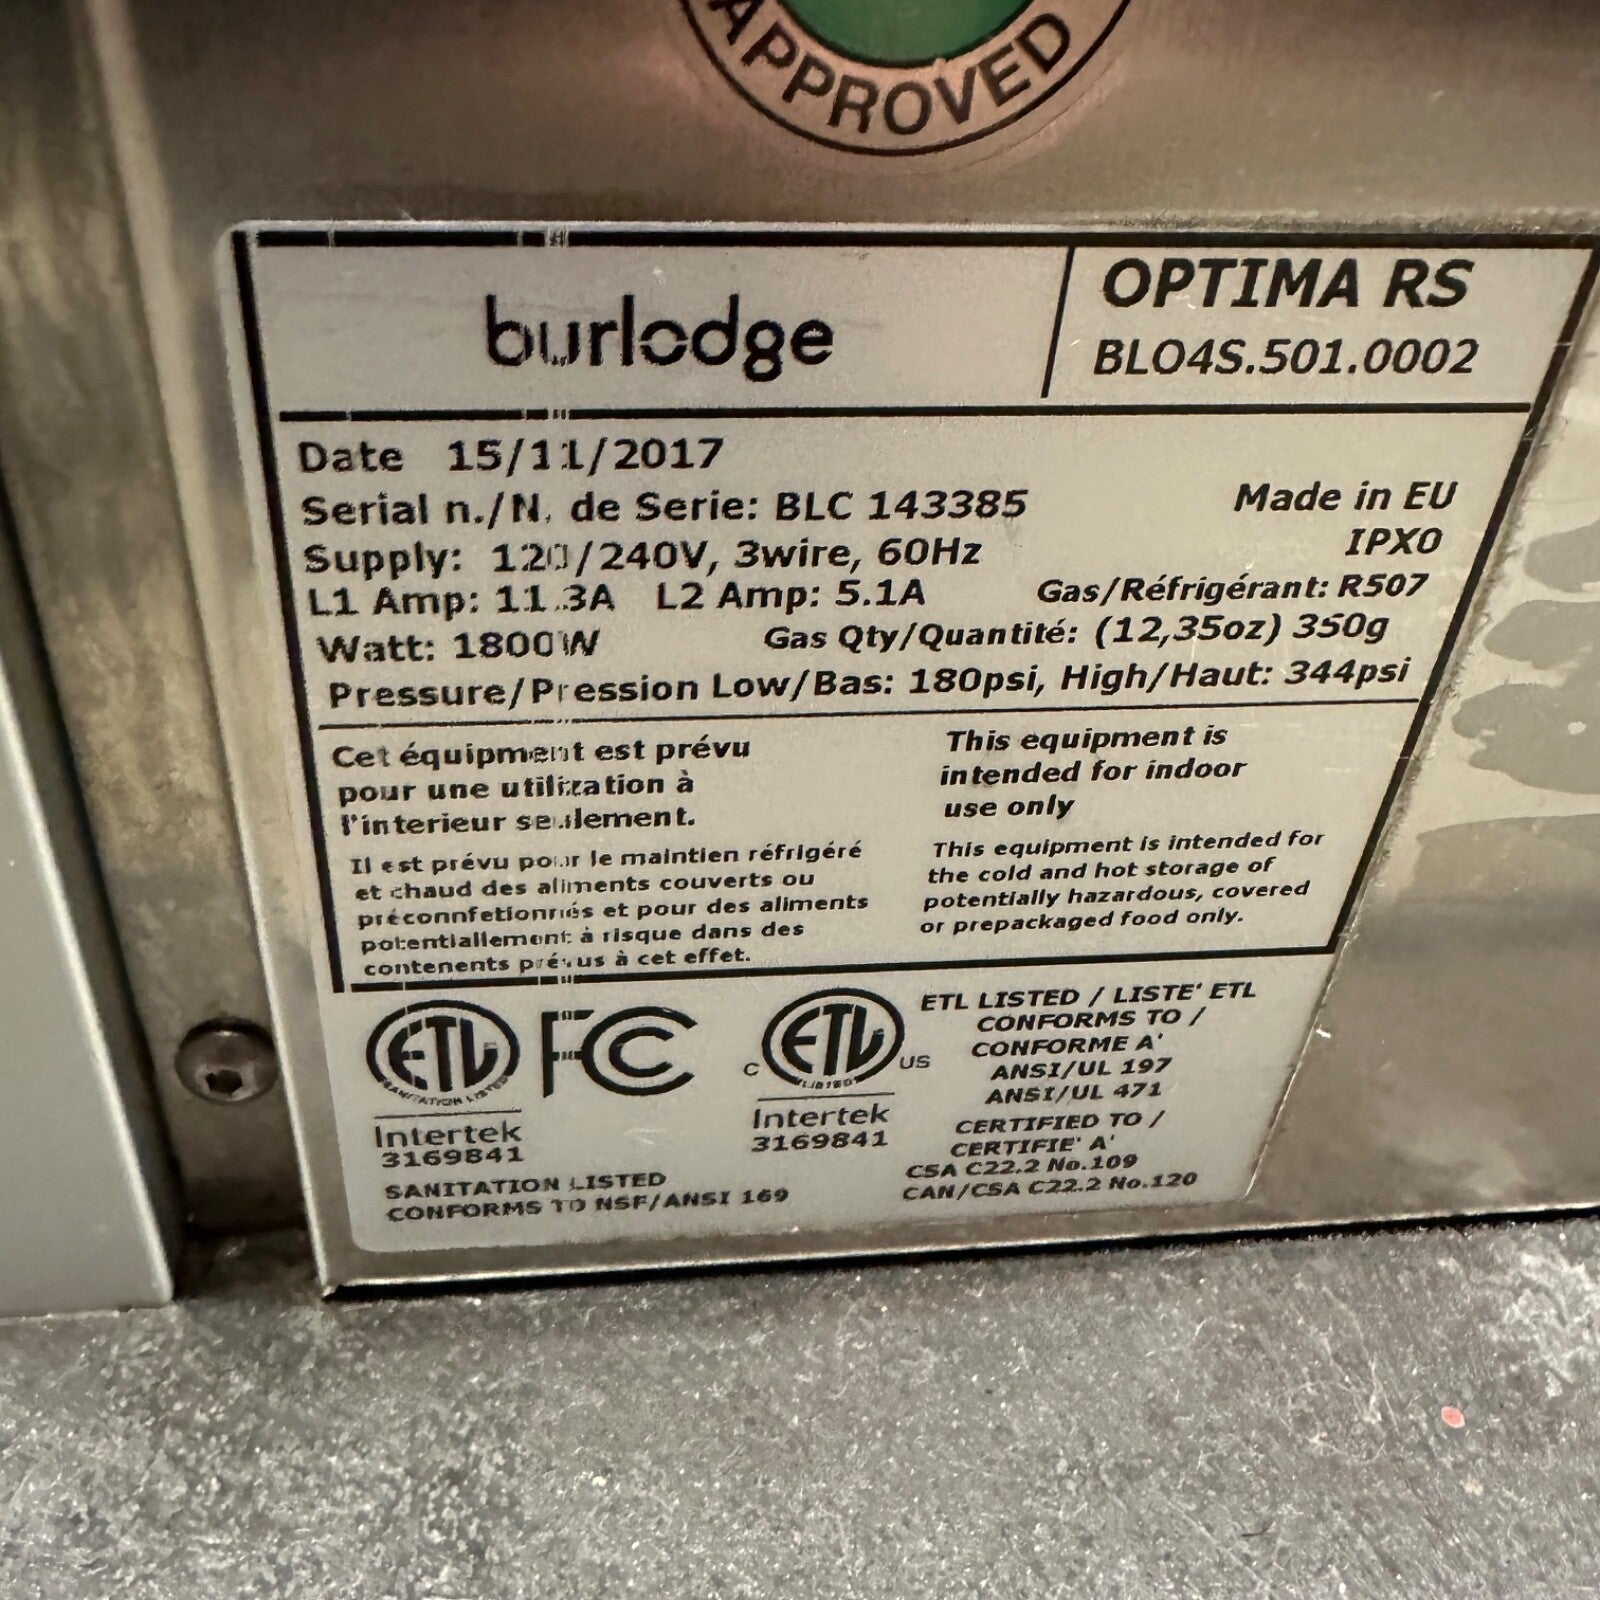 APPROVED
burlodge
OPTIMA RS
BLO4S.501.0002
Date 15/11/2017
Serial n./N. de Serie: BLC 143385
Made in EU
Supply: 120/240V, 3wire, 60Hz
IPX0
L1 Amp: 11.3A L2 Amp: 5.1A
Gas/Réfrigérant: R507
Watt: 1800W
Gas Qty/Quantité: (12,35oz) 350g
Pressure/Pression Low/Bas: 180psi, High/Haut: 344psi
Cet équipment est prévu
pour une utilization à
l'interieur seulement.
Il est prévu pour le maintien réfrigéré
et chaud des aliments couverts ou
préconnfetionnés et pour des aliments
potentiallement à risque dans des
contenents prévus à cet effet.
This equipment is
intended for indoor
use only
This equipment is intended for
the cold and hot storage of
potentially hazardous, covered
or prepackaged food only.
ETL
SANITATION LISTED
Intertek
3169841
SANITATION LISTED
CONFORMS TO NSF/ANSI 169
FC
C ETL US
LISTED
Intertek
3169841
ETL LISTED / LISTE' ETL
CONFORMS TO /
CONFORME A'
ANSI/UL 197
ANSI/UL 471
CERTIFIED TO /
CERTIFIE' A'
CSA C22.2 No.109
CAN/CSA C22.2 No.120